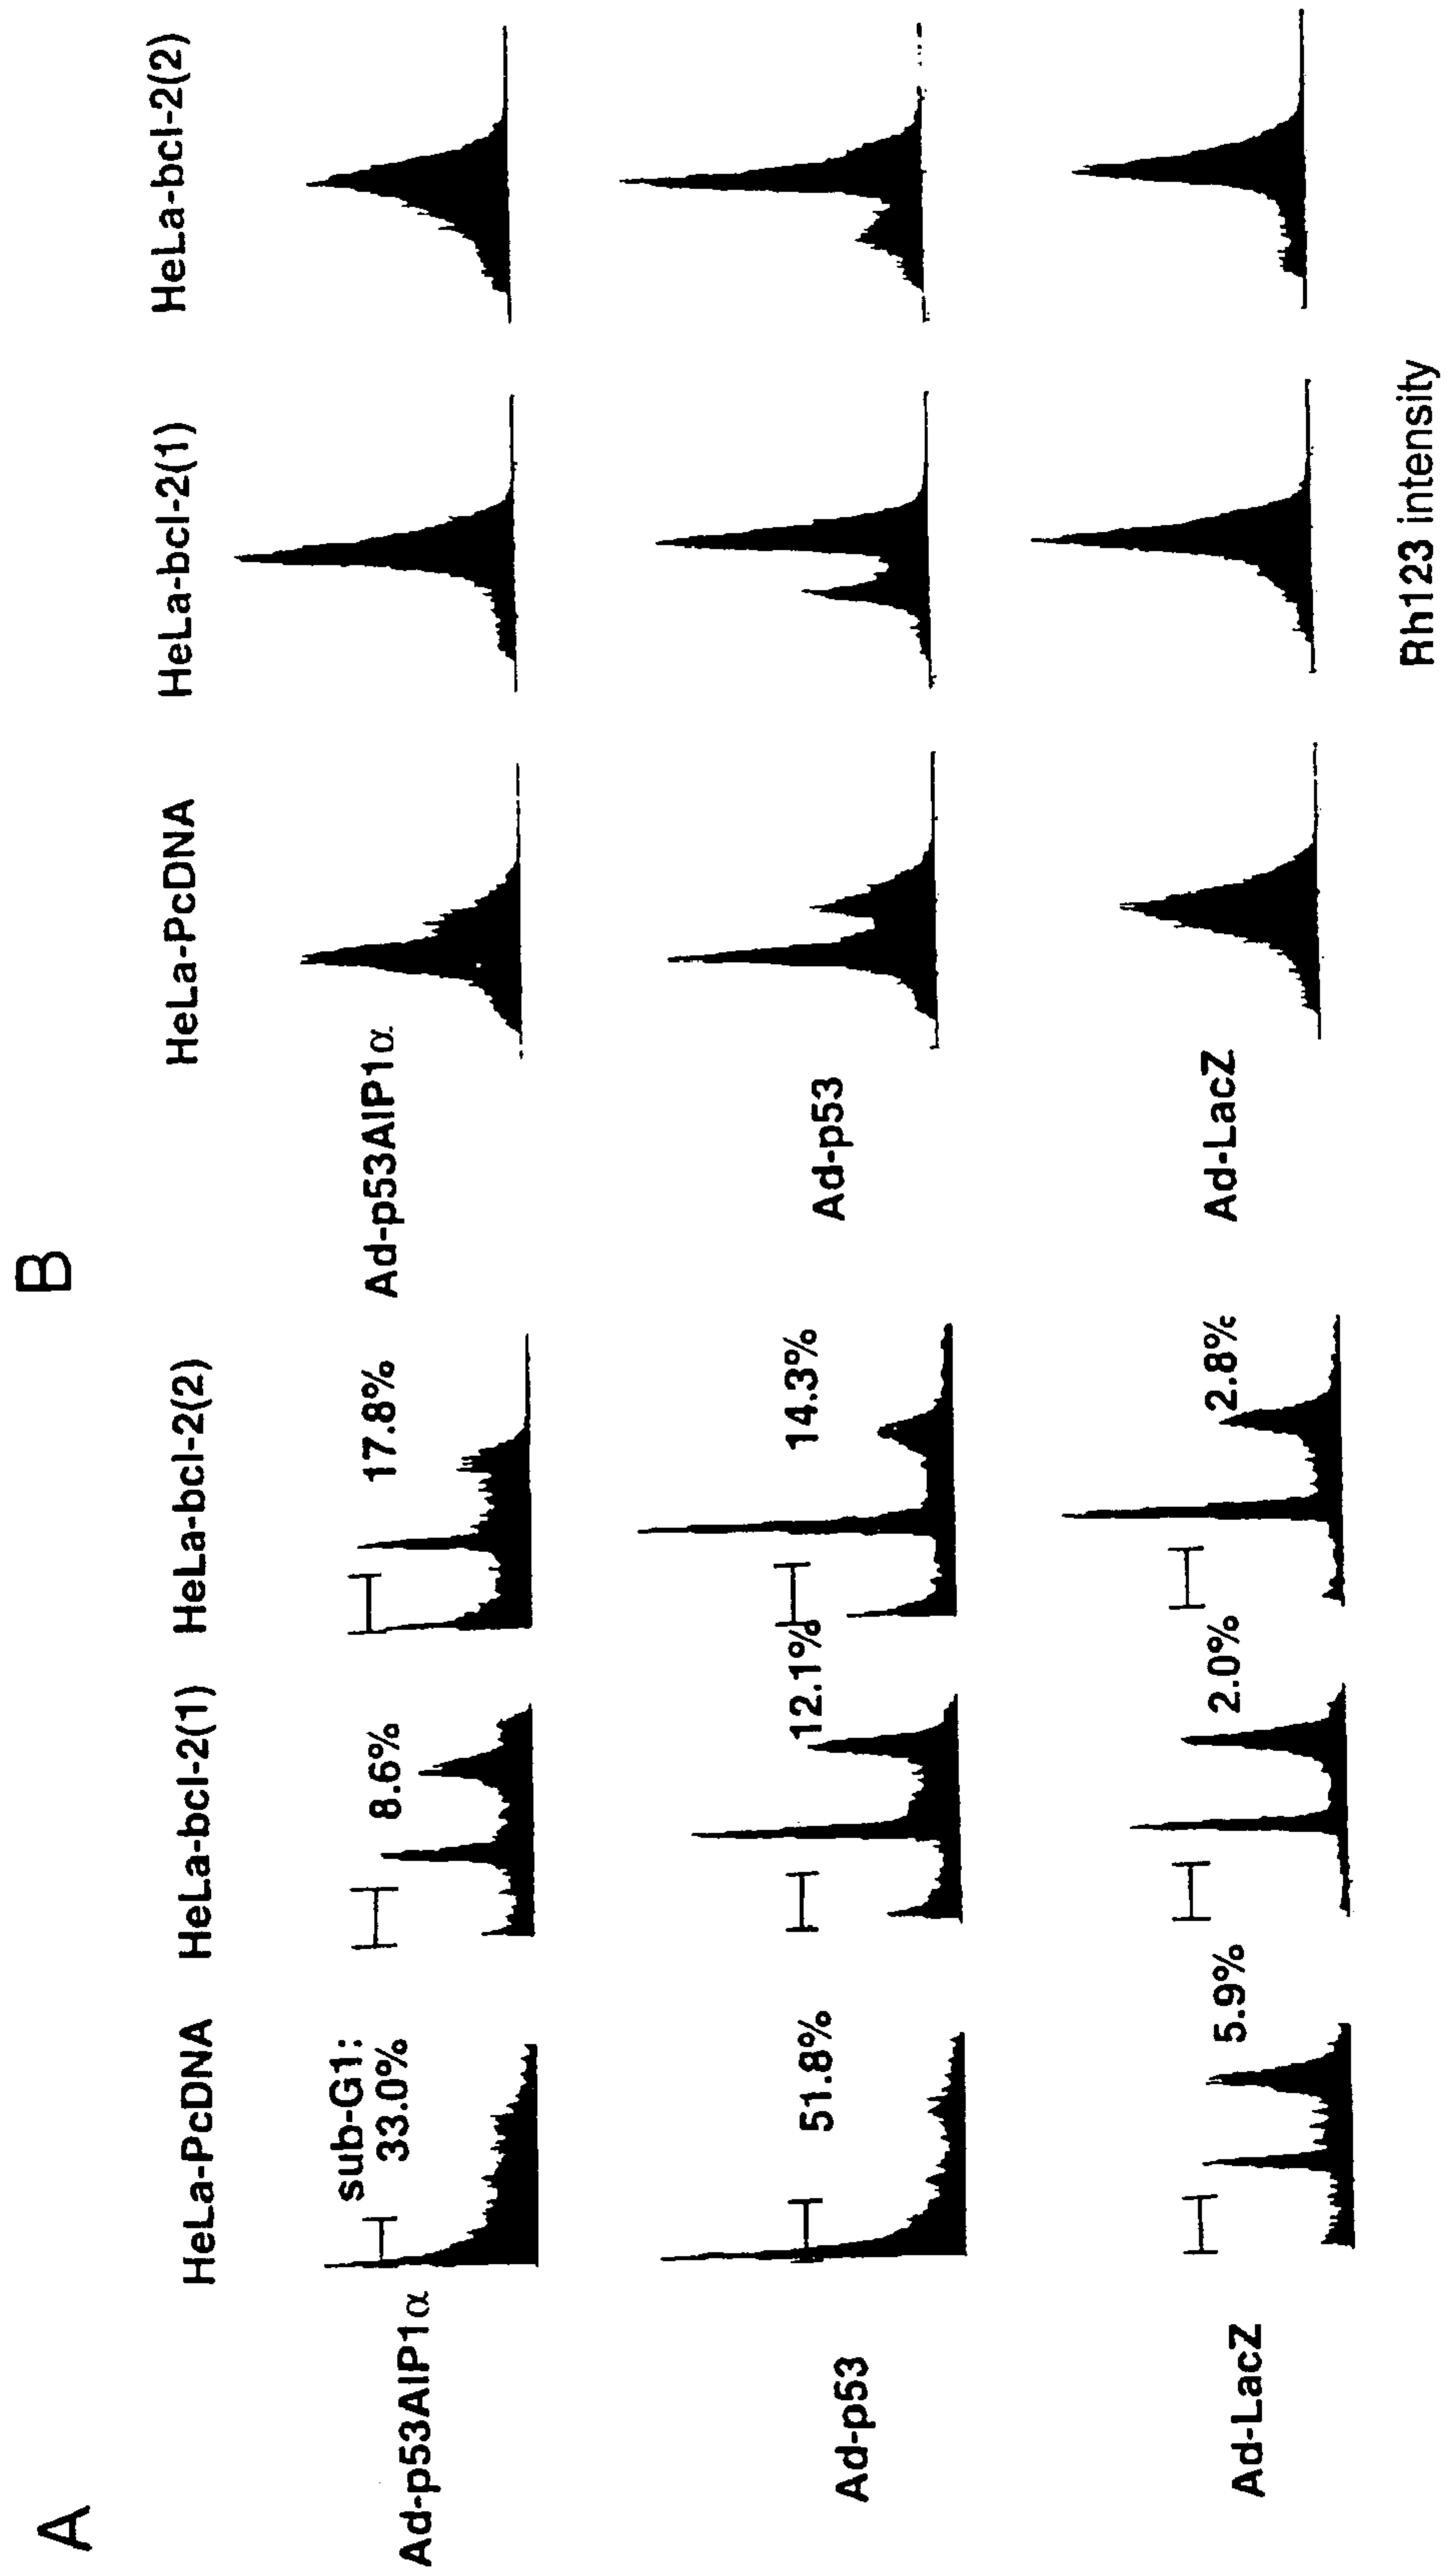 A
HeLa-PcDNA
HeLa-bcl-2(1)
HeLa-bcl-2(2)
Ad-p53AIP1α
sub-G1:
33.0%
8.6%
17.8%
Ad-p53
51.8%
12.1%
14.3%
Ad-LacZ
5.9%
2.0%
2.8%
B
HeLa-PcDNA
HeLa-bcl-2(1)
HeLa-bcl-2(2)
Ad-p53AIP1α
Ad-p53
Ad-LacZ
Rh123 intensity